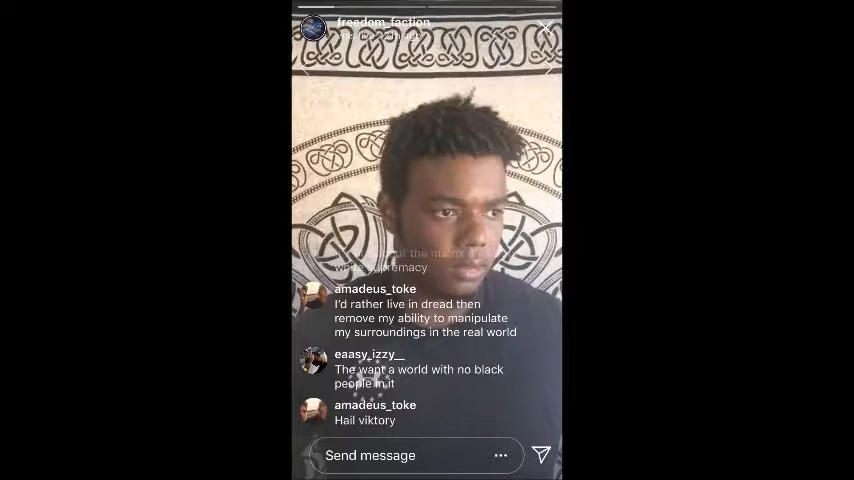 freedom_faction
white supremacy
amadeus_toke
I'd rather live in dread then
remove my ability to manipulate
my surroundings in the real world
eaasy_izzy__
The want a world with no black
people in it
amadeus_toke
Hail viktory
Send message